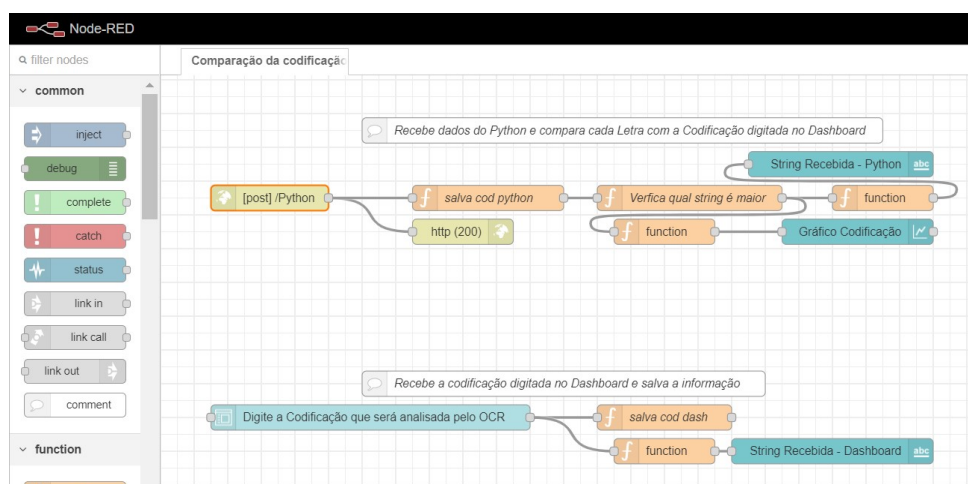 Node-RED
filter nodes
Comparação da codificaçã
common
inject
debug
complete
catch
status
link in
link call
link out
comment
function
Recebe dados do Python e compara cada Letra com a Codificação digitada no Dashboard
String Recebida - Python abc
[post] /Python
salva cod python
Verfica qual string é maior
function
http (200)
function
Gráfico Codificação
Recebe a codificação digitada no Dashboard e salva a informação
Digite a Codificação que será analisada pelo OCR
salva cod dash
function
String Recebida - Dashboard abc